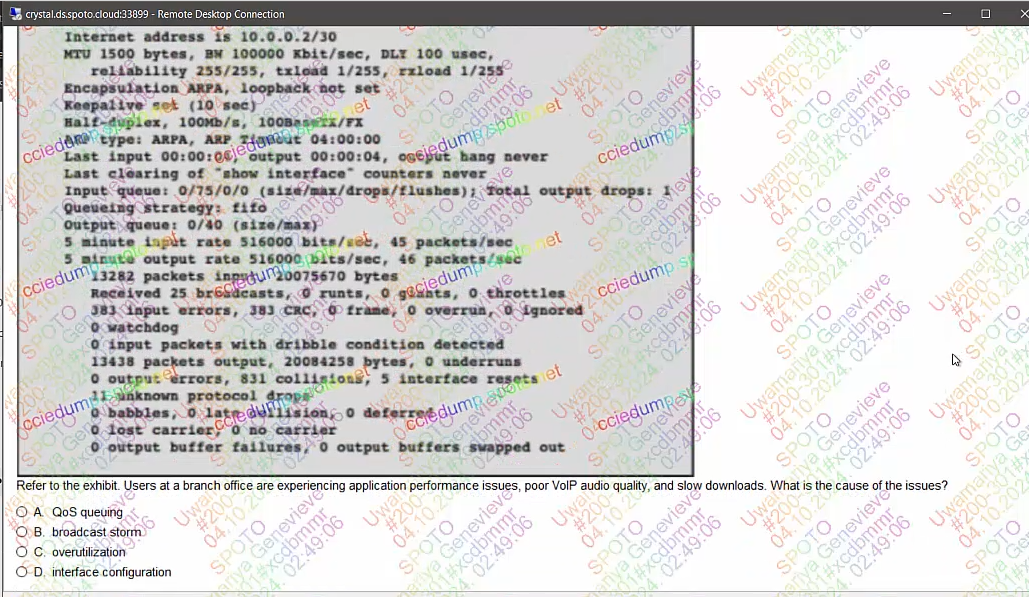 crystal.ds.spoto.cloud:33899 - Remote Desktop Connection
Internet address is 10.0.0.2/30
MTU 1500 bytes, BW 100000 Kbit/sec, DLY 100 usec,
reliability 255/255, txload 1/255, rxload 1/255
Encapsulation ARPA, loopback not set
Keepalive set (10 sec)
Half-duplex, 100Mb/s, 100BaseTX/FX
ARP type: ARPA, ARP Timeout 04:00:00
Last input 00:00:0, output 00:00:04, output hang never
Last clearing of "show interface" counters never
Input queue: 0/75/0/0 (size/max/drops/flushes); Total output drops: 1
Queueing strategy: fifo
Output queue: 0/40 (size/max)
5 minute input rate 516000 bits/sec, 45 packets/sec
5 minute output rate 516000 bits/sec, 46 packets/sec
13282 packets input, 20075670 bytes
Received 25 broadcasts, 0 runts, 0 giants, 0 throttles
383 input errors, 383 CRC, 0 frame, 0 overrun, 0 ignored
0 watchdog
0 input packets with dribble condition detected
13438 packets output, 20084258 bytes, 0 underruns
0 output errors, 831 collisions, 5 interface resets
11 unknown protocol drops
0 babbles, 0 late collision, 0 deferred
0 lost carrier, 0 no carrier
0 output buffer failures, 0 output buffers swapped out
cciedump.spoto.net
Refer to the exhibit. Users at a branch office are experiencing application performance issues, poor VoIP audio quality, and slow downloads. What is the cause of the issues?
A. QoS queuing
B. broadcast storm
C. overutilization
D. interface configuration
SPOTO Genevieve
02:49:06